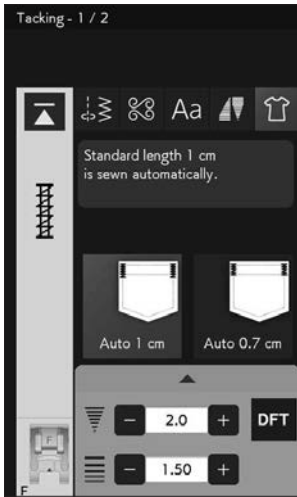 Tacking - 1 / 2
Aa
Standard length 1 cm
is sewn automatically.
Auto 1 cm
Auto 0.7 cm
− 2.0 + DFT
− 1.50 +
F
F